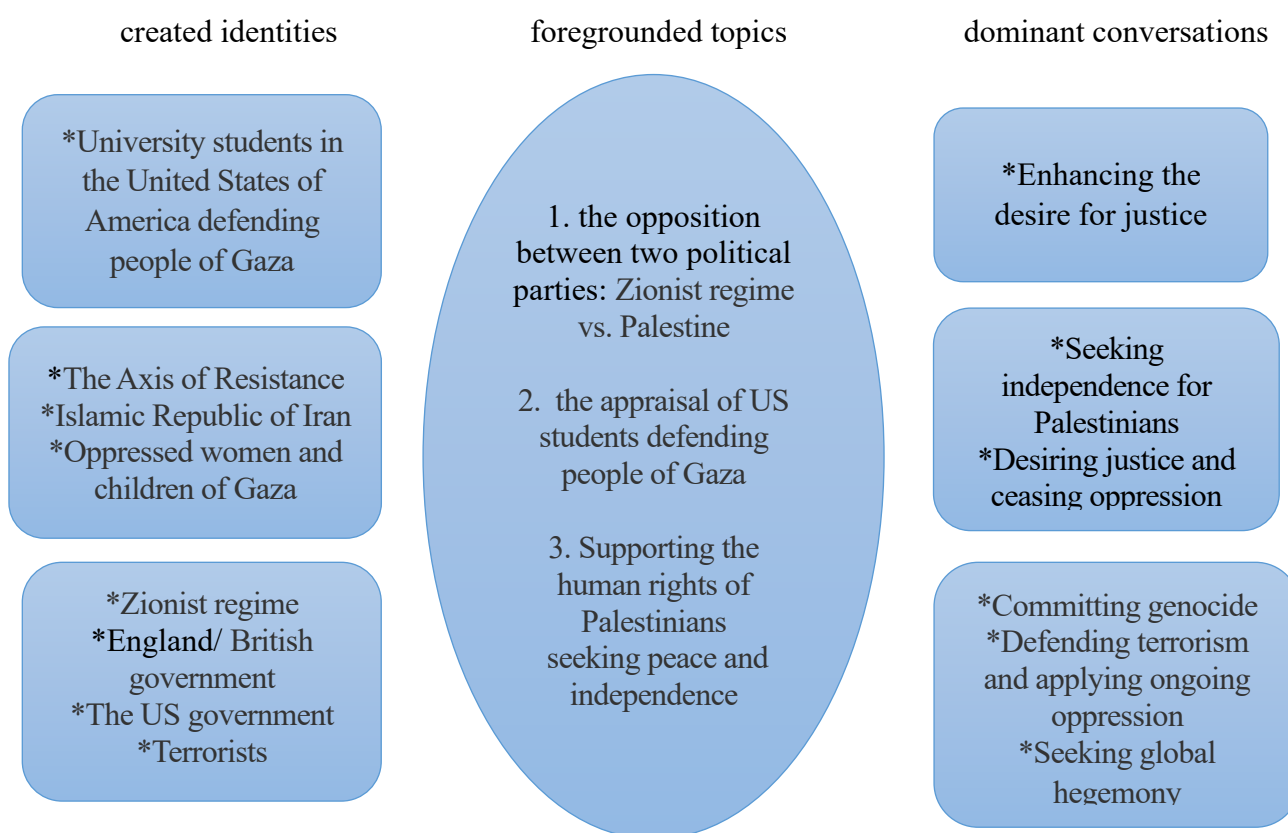 created identities
foregrounded topics
dominant conversations
*University students in
the United States of
America defending
people of Gaza
*The Axis of Resistance
*Islamic Republic of Iran
*Oppressed women and
children of Gaza
*Zionist regime
*England/ British
government
*The US government
*Terrorists
1. the opposition
between two political
parties: Zionist regime
vs. Palestine
2. the appraisal of US
students defending
people of Gaza
3. Supporting the
human rights of
Palestinians
seeking peace and
independence
*Enhancing the
desire for justice
*Seeking
independence for
Palestinians
*Desiring justice and
ceasing oppression
*Committing genocide
*Defending terrorism
and applying ongoing
oppression
*Seeking global
hegemony